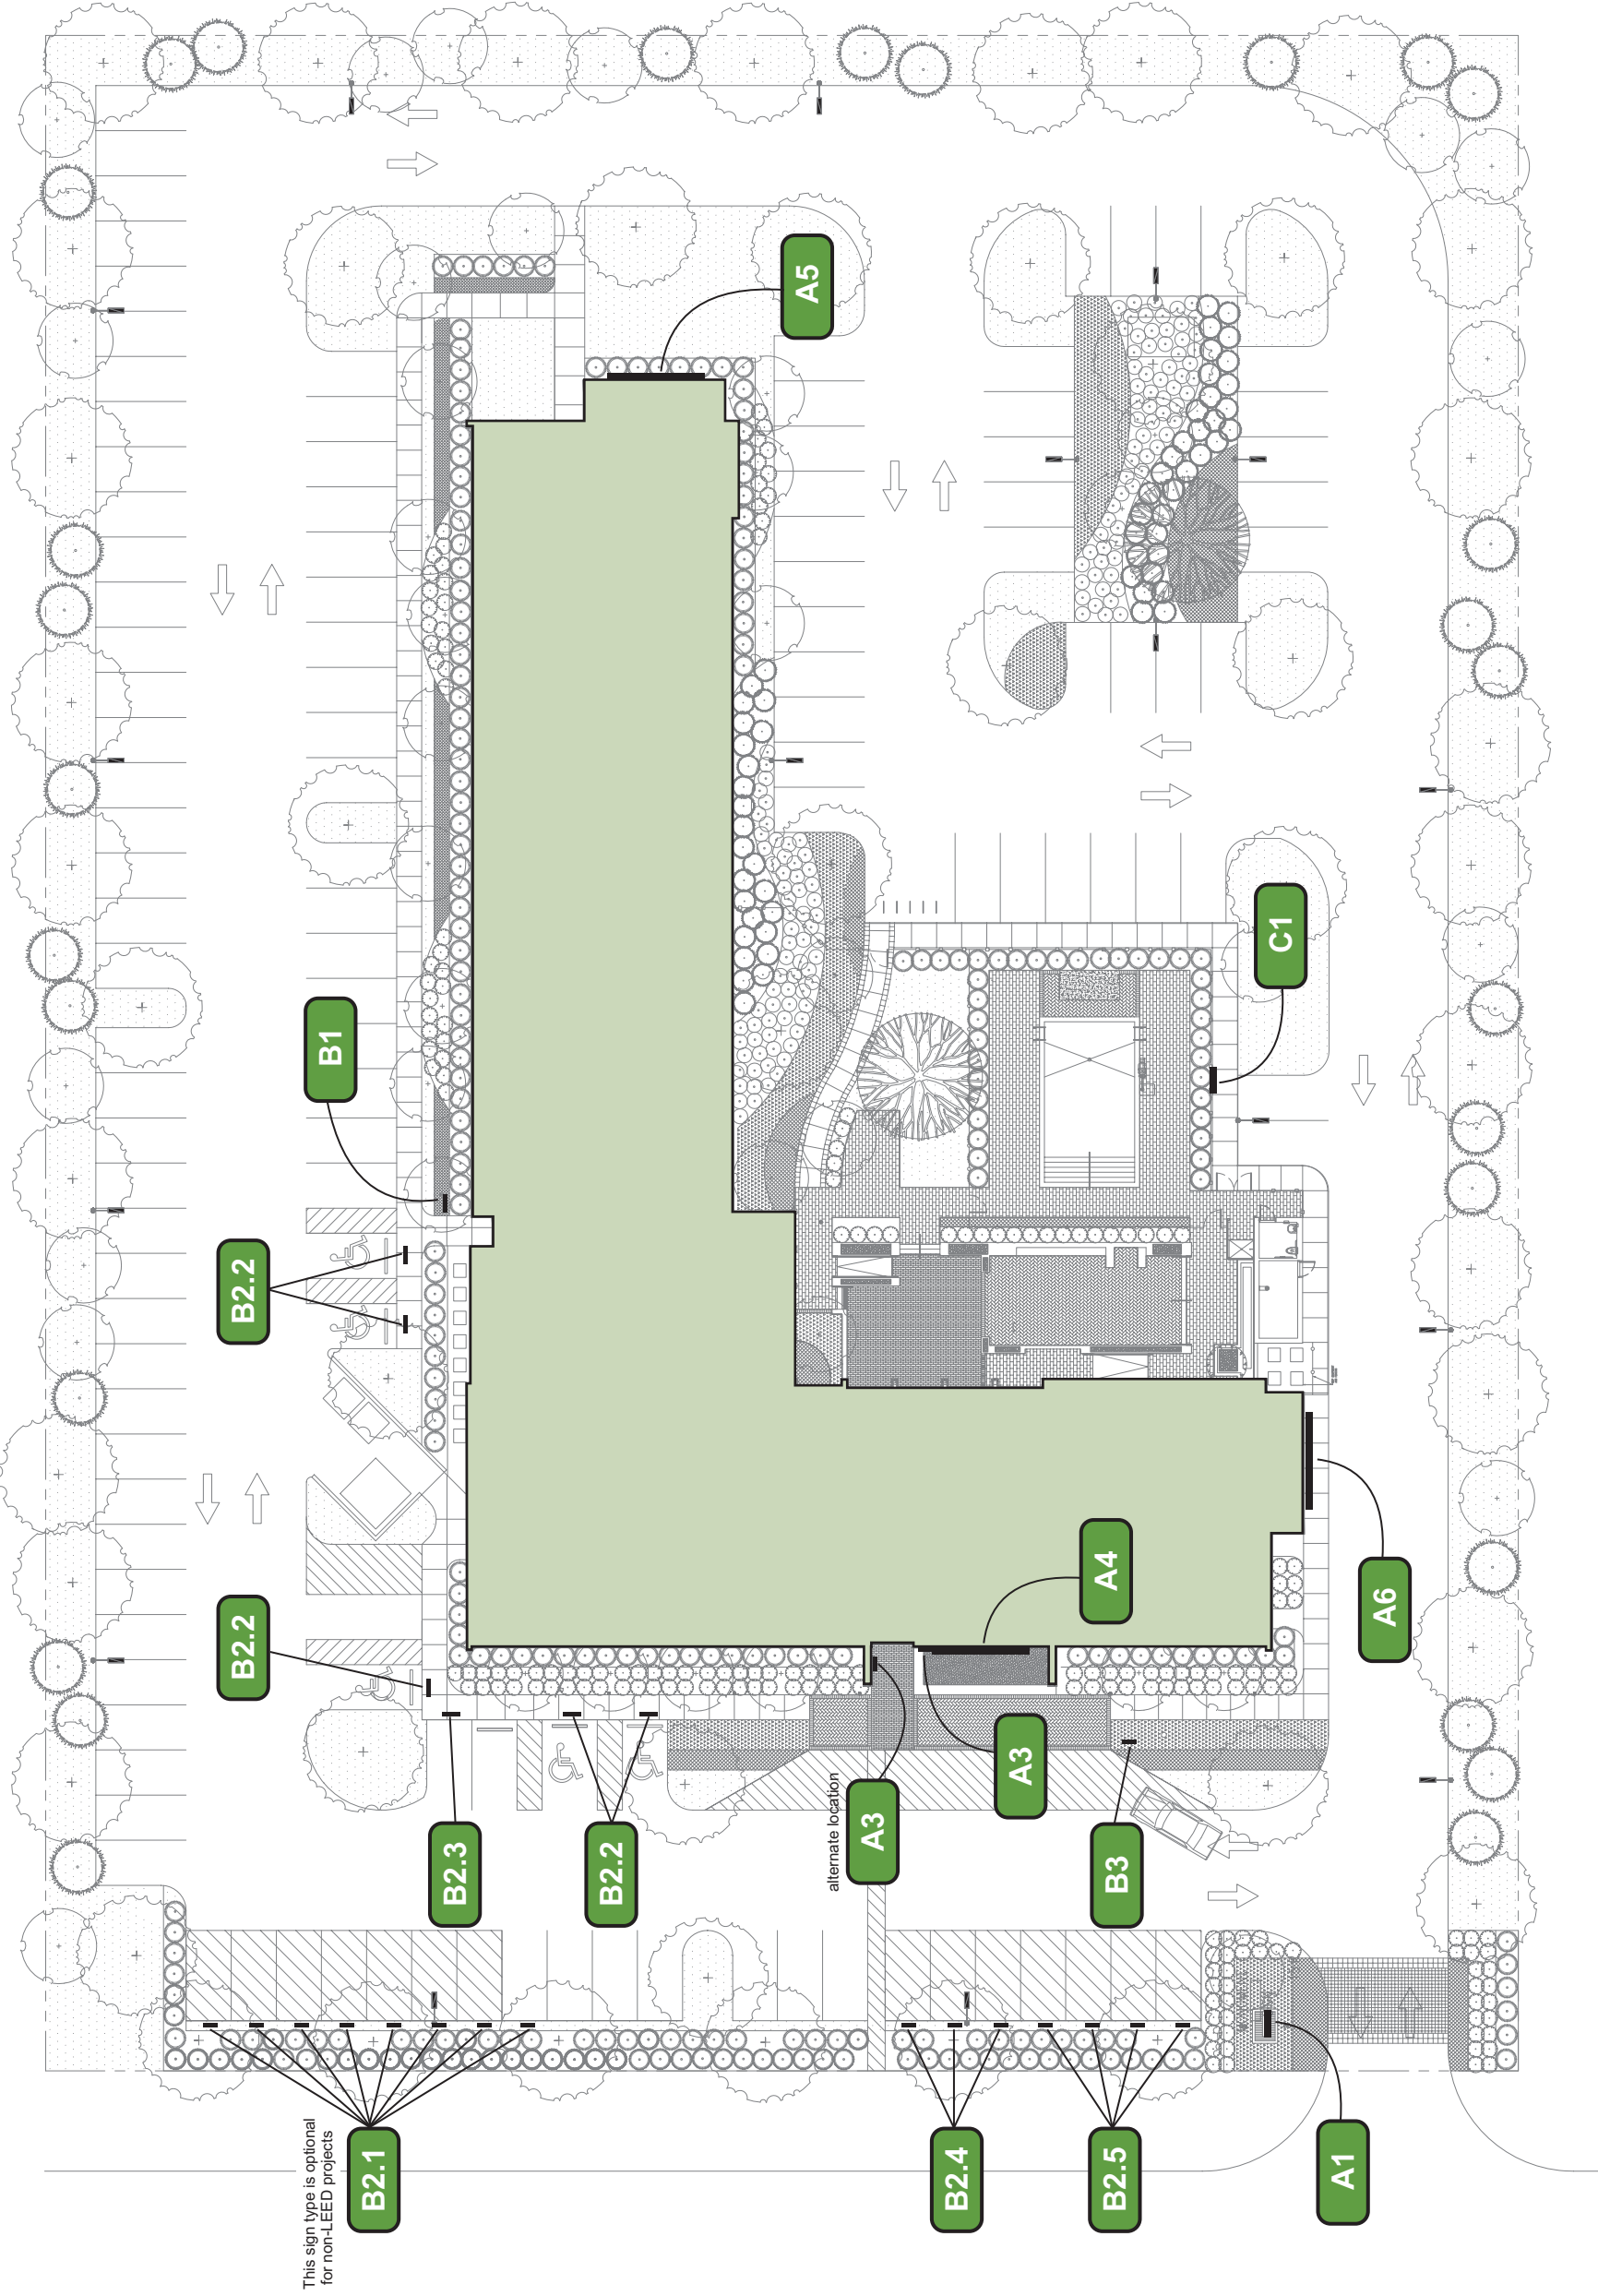 B2.2
B2.2
This sign type is optional
for non-LEED projects
B1
B2.1
B2.3
B2.2
A5
alternate location
A3
B2.4
A3
A4
B2.5
B3
C1
A1
A6